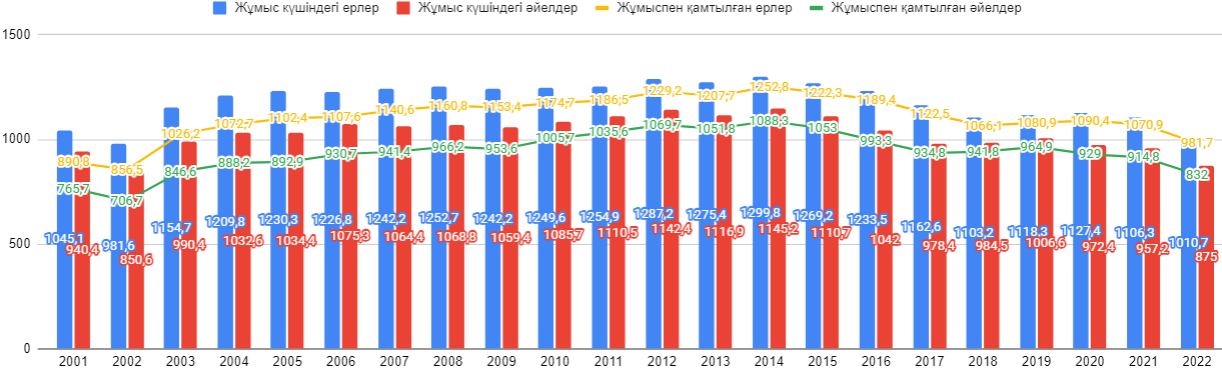 Жұмыс күшіндегі ерлер Жұмыс күшіндегі әйелдер Жұмыспен қамтылған ерлер Жұмыспен қамтылған әйелдер
1500
1000
500
0
890,8 856,5 1026,2 1072,7 1102,4 1107,6 1140,6 1160,8 1153,4 1174,7 1186,5 1229,2 1207,7 1252,8 1222,3 1189,4 1122,5 1066,1 1080,9 1090,4 1070,9 981,7
765,7 706,7 846,6 888,2 892,9 930,7 941,4 966,2 953,6 1005,7 1035,6 1069,7 1051,8 1088,3 1053 993,3 934,8 941,8 964,9 929 914,8 832
1045,1 981,6 1154,7 1209,8 1230,3 1226,8 1242,2 1252,7 1242,2 1249,6 1254,9 1287,2 1275,4 1299,8 1269,2 1233,5 1162,6 1103,2 1118,3 1127,4 1106,3 1010,7
940,4 850,6 990,4 1032,6 1034,4 1075,3 1064,4 1068,8 1059,4 1085,7 1110,5 1142,4 1116,9 1145,2 1110,7 1042 978,4 984,5 1006,6 972,4 957,2 875
2001 2002 2003 2004 2005 2006 2007 2008 2009 2010 2011 2012 2013 2014 2015 2016 2017 2018 2019 2020 2021 2022